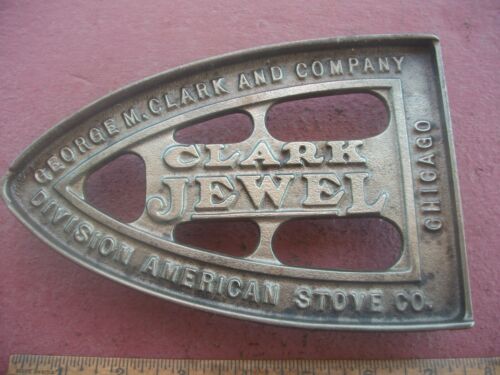 GEORGE M. CLARK AND COMPANY
CLARK
JEWEL
CHICAGO
DIVISION AMERICAN STOVE CO.